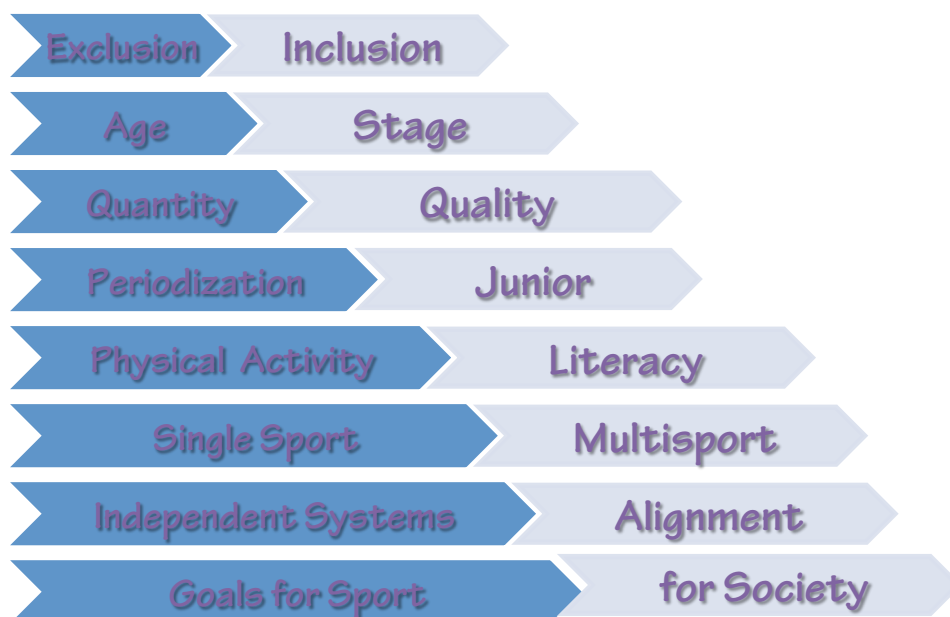 Exclusion Inclusion
Age Stage
Quantity Quality
Periodization Junior
Physical Activity Literacy
Single Sport Multisport
Independent Systems Alignment
Goals for Sport for Society